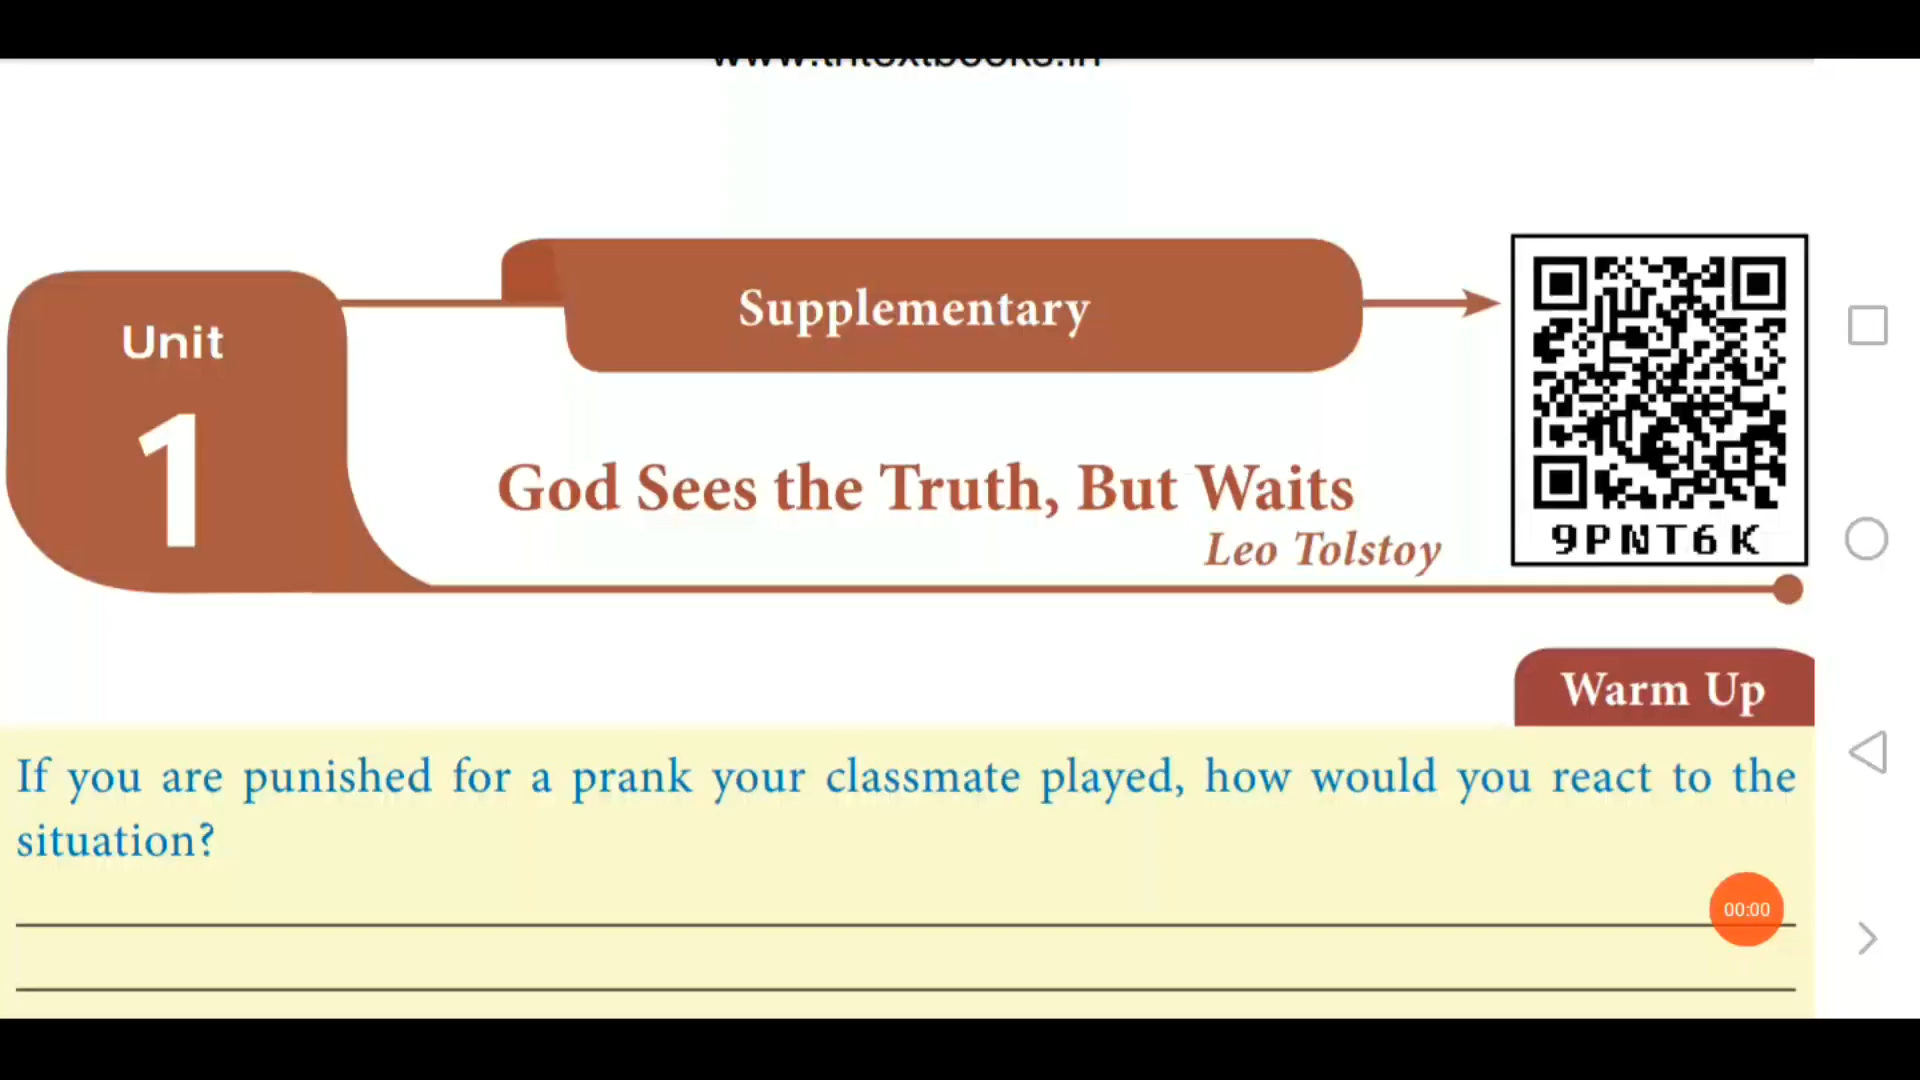 Supplementary
Unit
1
God Sees the Truth, But Waits
Leo Tolstoy
9PNT6K
Warm Up
If you are punished for a prank your classmate played, how would you react to the
situation?
00:00